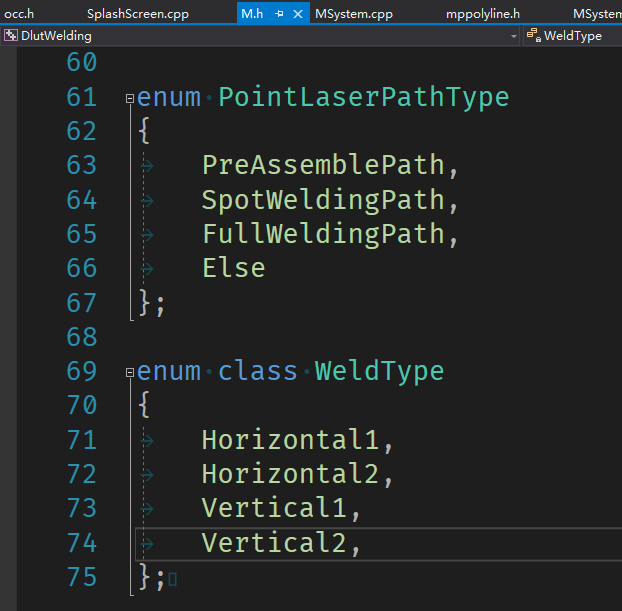 occ.h SplashScreen.cpp M.h MSystem.cpp mppolyline.h MSystem
DlutWelding WeldType
60
61 enum PointLaserPathType
62 {
63 PreAssemblePath,
64 SpotWeldingPath,
65 FullWeldingPath,
66 Else
67 };
68
69 enum class WeldType
70 {
71 Horizontal1,
72 Horizontal2,
73 Vertical1,
74 Vertical2,
75 };